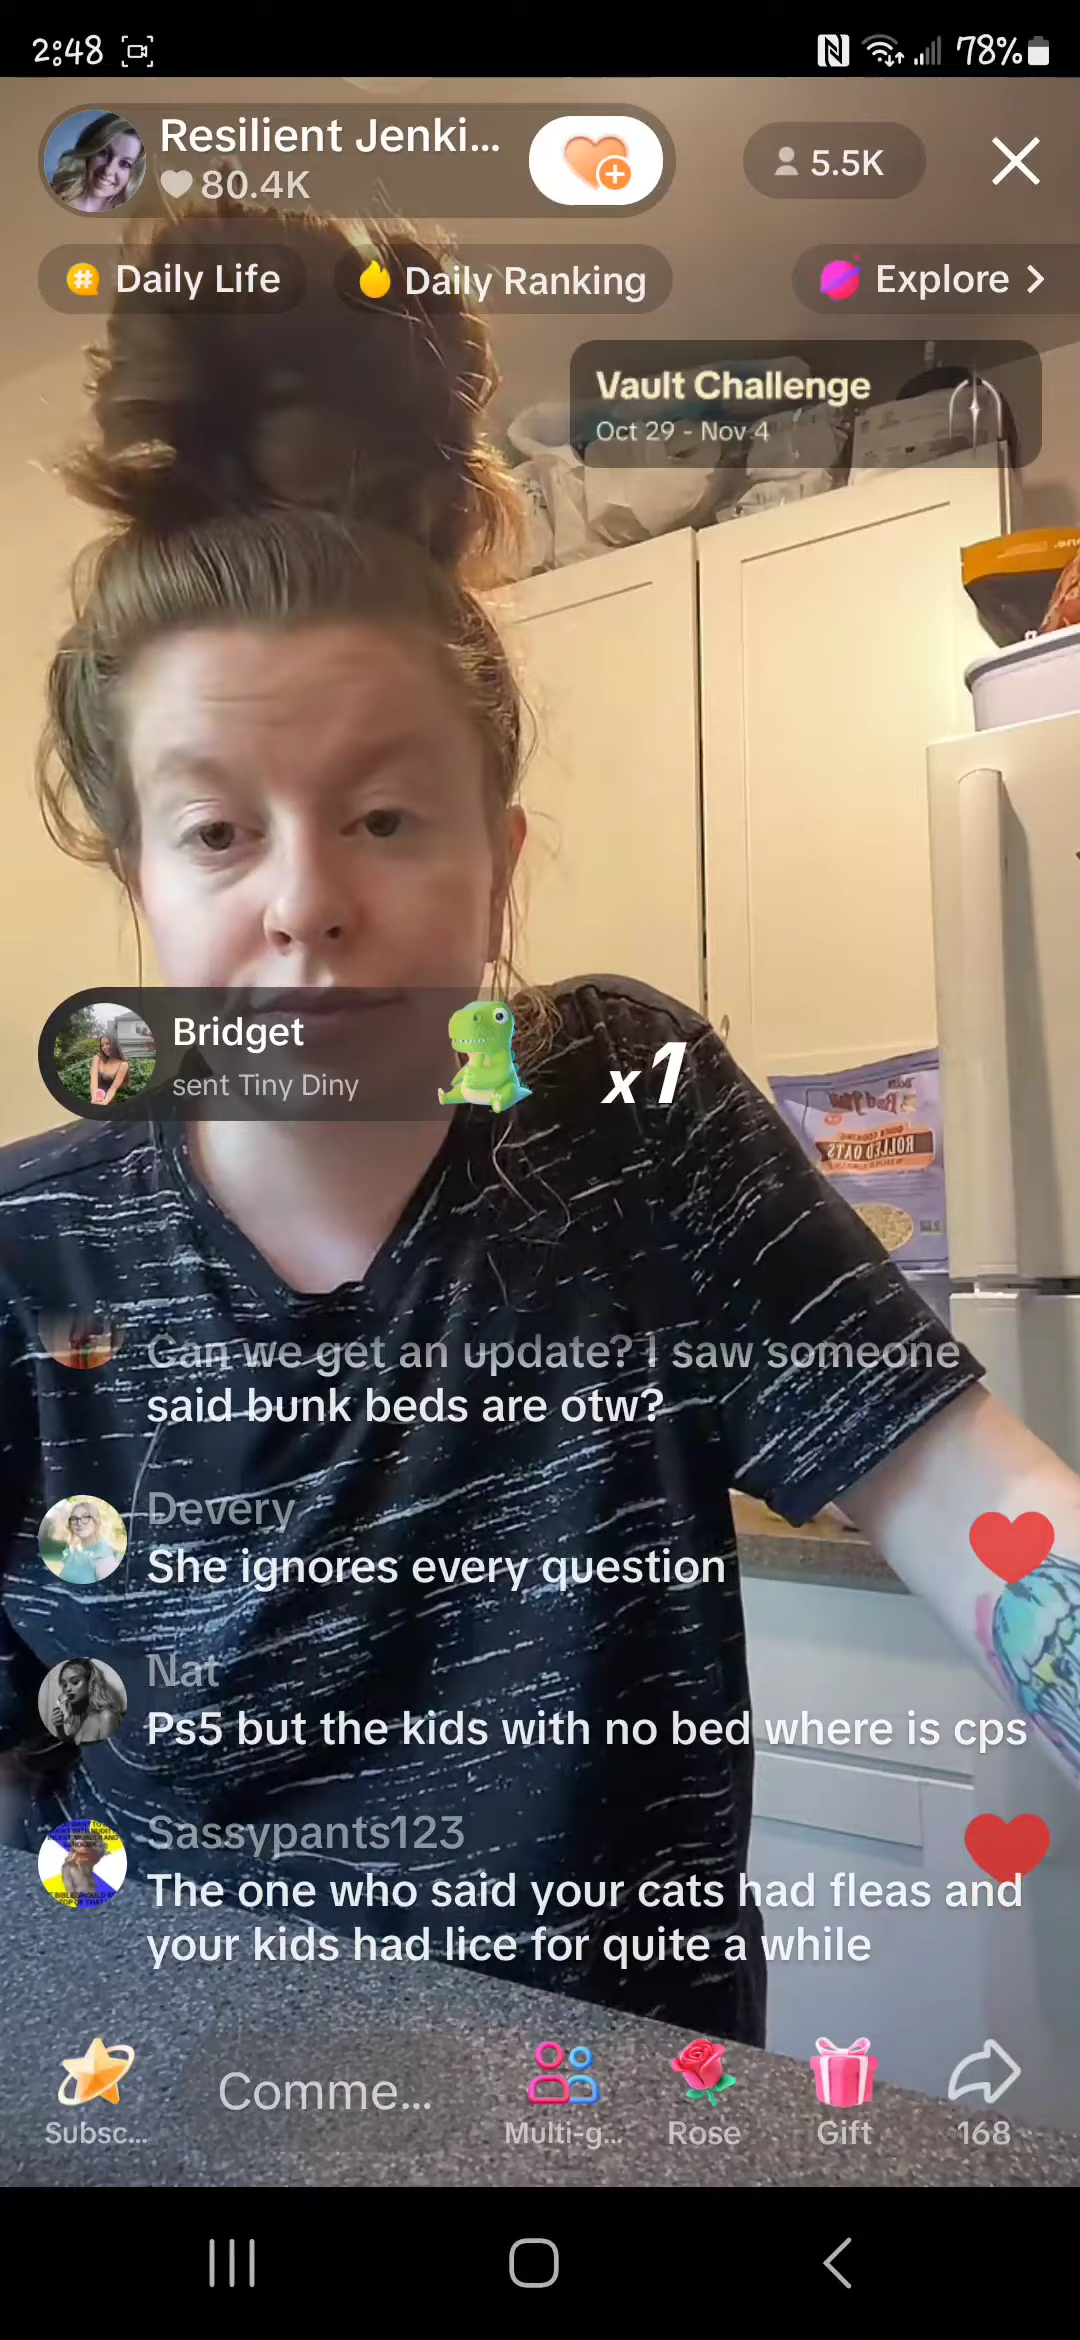 2:48
78%
Resilient Jenki...
80.4K
5.5K
Daily Life
Daily Ranking
Explore >
Vault Challenge
Oct 29 - Nov 4
Bridget
sent Tiny Diny
x1
ROLLED OATS
Can we get an update? I saw someone
said bunk beds are otw?
Devery
She ignores every question
Nat
Ps5 but the kids with no bed where is cps
Sassypants123
The one who said your cats had fleas and
your kids had lice for quite a while
Subsc...
Comme...
Multi-g...
Rose
Gift
168